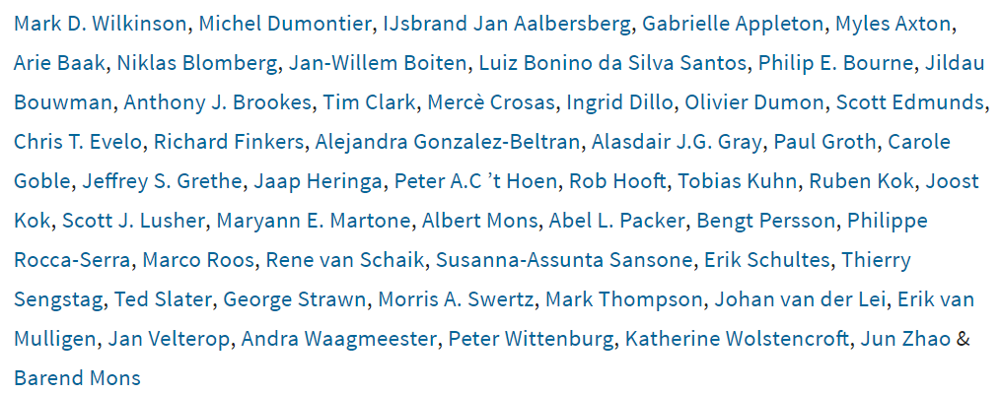 Mark D. Wilkinson, Michel Dumontier, IJsbrand Jan Aalbersberg, Gabrielle Appleton, Myles Axton,
Arie Baak, Niklas Blomberg, Jan-Willem Boiten, Luiz Bonino da Silva Santos, Philip E. Bourne, Jildau
Bouwman, Anthony J. Brookes, Tim Clark, Mercè Crosas, Ingrid Dillo, Olivier Dumon, Scott Edmunds,
Chris T. Evelo, Richard Finkers, Alejandra Gonzalez-Beltran, Alasdair J.G. Gray, Paul Groth, Carole
Goble, Jeffrey S. Grethe, Jaap Heringa, Peter A.C ’t Hoen, Rob Hooft, Tobias Kuhn, Ruben Kok, Joost
Kok, Scott J. Lusher, Maryann E. Martone, Albert Mons, Abel L. Packer, Bengt Persson, Philippe
Rocca-Serra, Marco Roos, Rene van Schaik, Susanna-Assunta Sansone, Erik Schultes, Thierry
Sengstag, Ted Slater, George Strawn, Morris A. Swertz, Mark Thompson, Johan van der Lei, Erik van
Mulligen, Jan Velterop, Andra Waagmeester, Peter Wittenburg, Katherine Wolstencroft, Jun Zhao &
Barend Mons